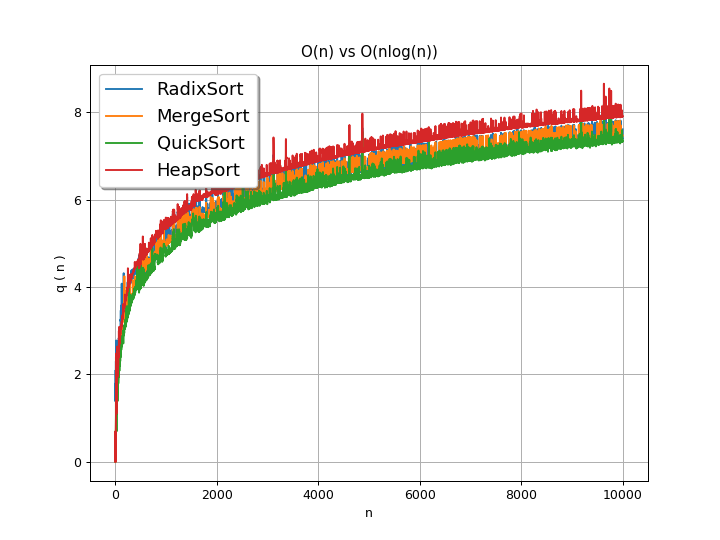 O(n) vs O(nlog(n))
RadixSort
MergeSort
QuickSort
HeapSort
8
6
4
2
0
q ( n )
0 2000 4000 6000 8000 10000
n